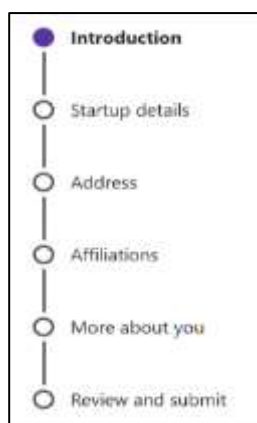 Introduction
Startup details
Address
Affiliations
More about you
Review and submit